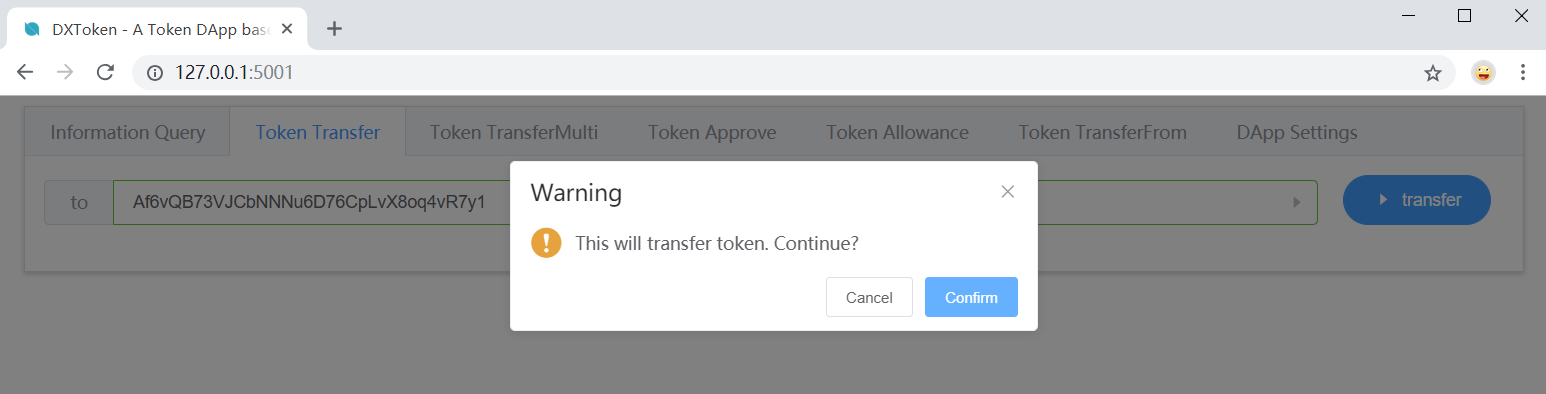 DXToken - A Token DApp base
127.0.0.1:5001
Information Query Token Transfer Token TransferMulti Token Approve Token Allowance Token TransferFrom DApp Settings
to Af6vQB73VJCbNNNu6D76CpLvX8oq4vR7y1 transfer
Warning
This will transfer token. Continue?
Cancel Confirm